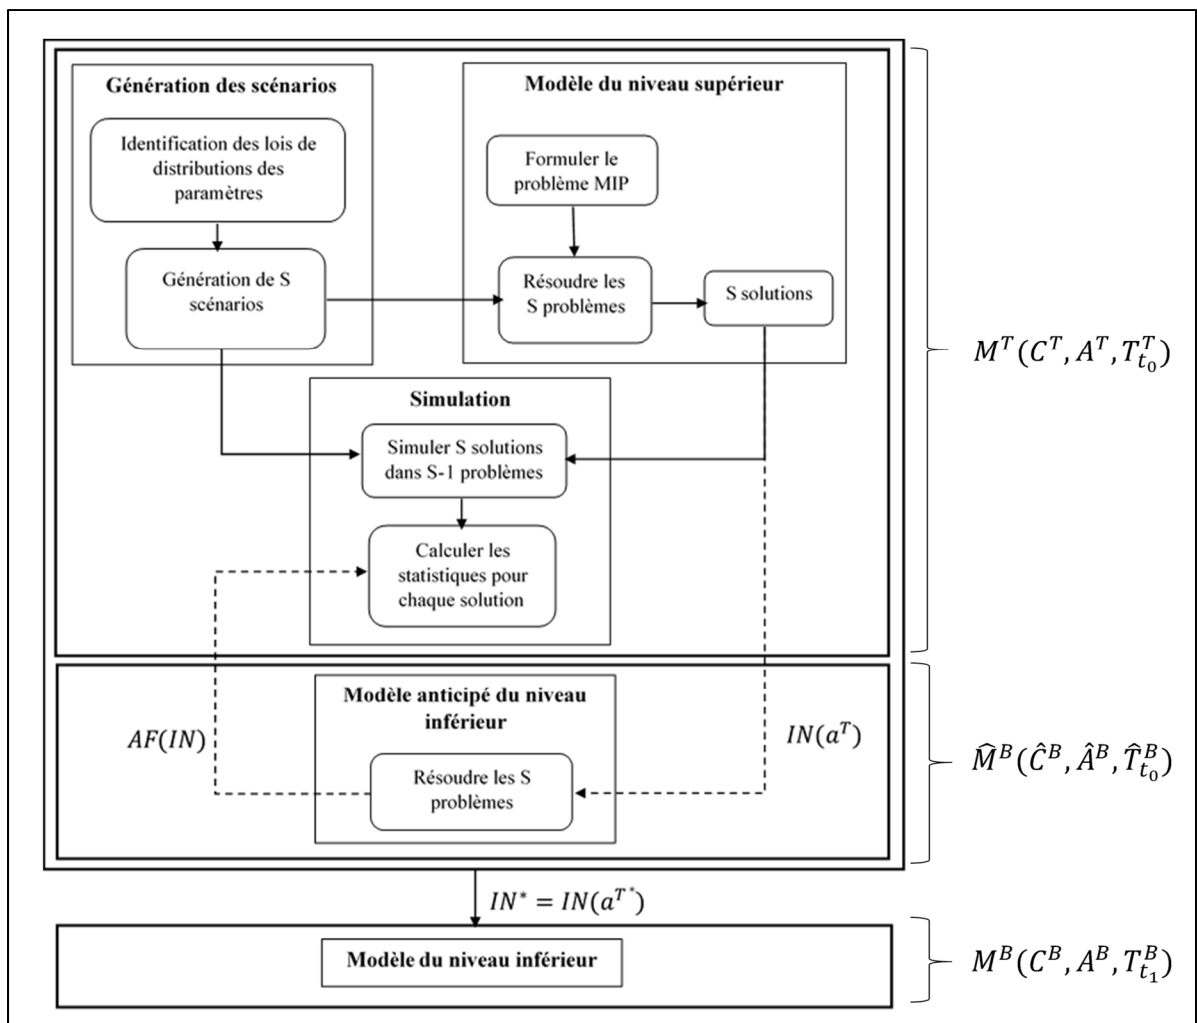 Génération des scénarios
Identification des lois de
distributions des
paramètres
Génération de S
scénarios
Modèle du niveau supérieur
Formuler le
problème MIP
Résoudre les
S problèmes
S solutions
Simulation
Simuler S solutions
dans S-1 problèmes
Calculer les
statistiques pour
chaque solution
M^T(C^T, A^T, T^T_{t_0})
Modèle anticipé du niveau
inférieur
Résoudre les S
problèmes
AF(IN)
IN(a^T)
M̂^B(Ĉ^B, Â^B, T̂^B_{t_0})
IN* = IN(a^{T*})
Modèle du niveau inférieur
M^B(C^B, A^B, T^B_{t_1})